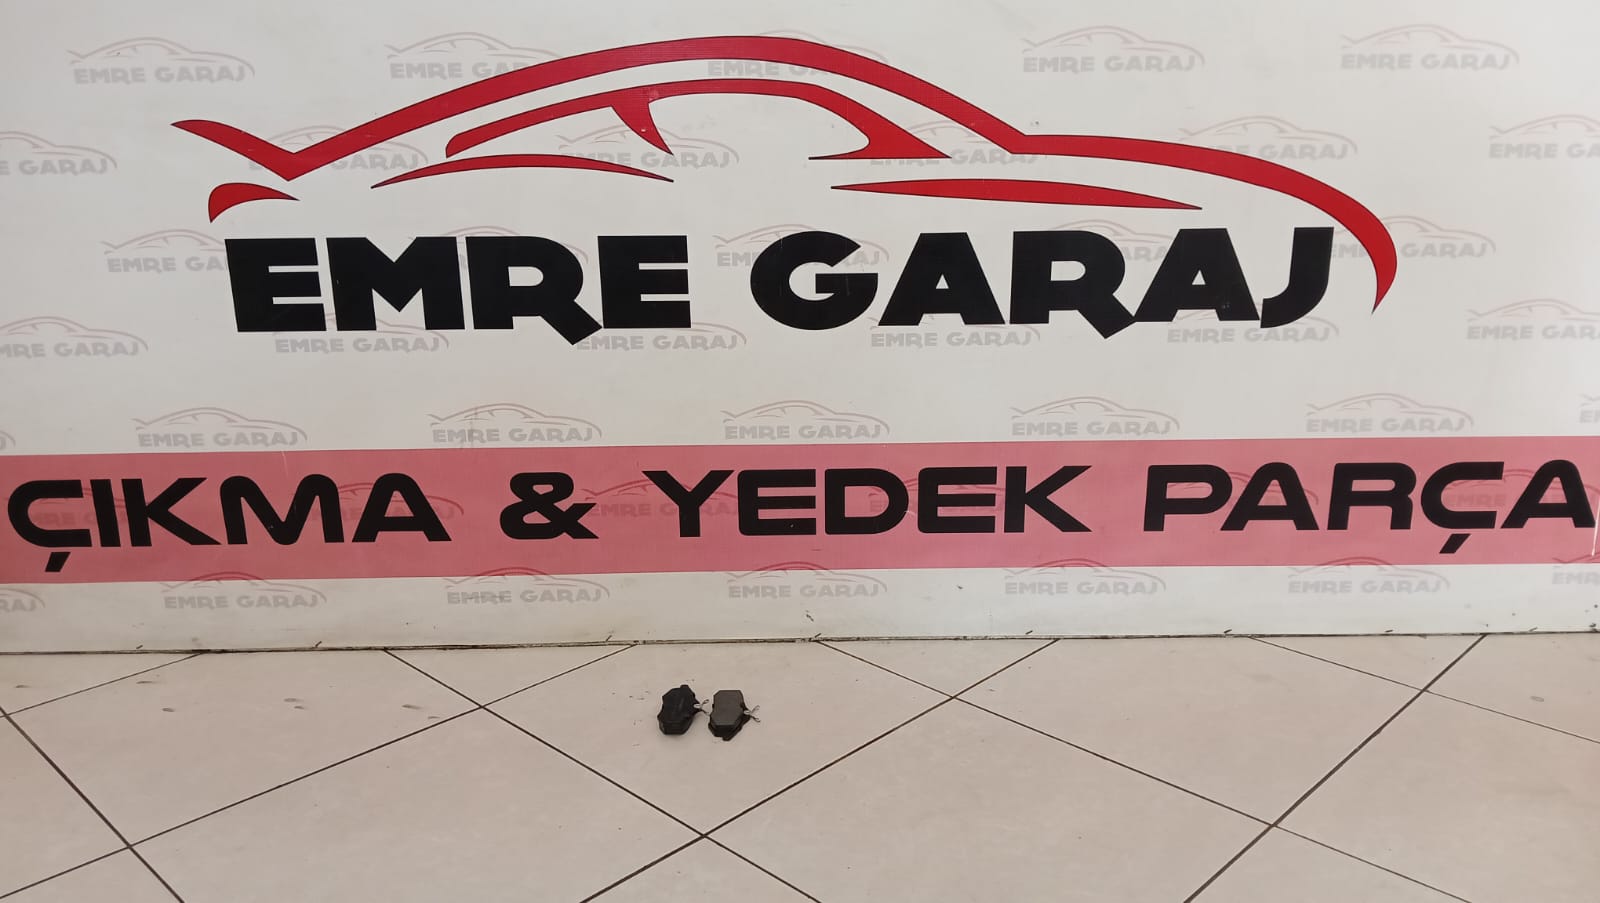 EMRE GARAJ
ÇIKMA & YEDEK PARÇA